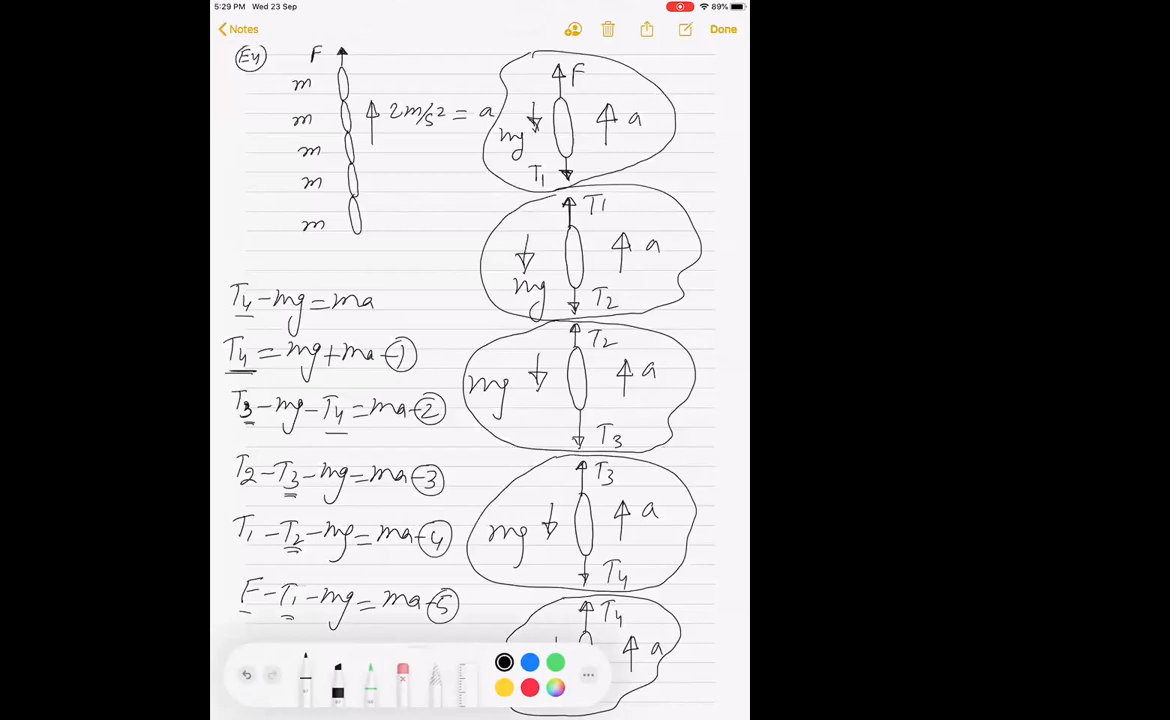 5:29 PM Wed 23 Sep
89%
Notes
Done
Ex
F
m
m
m
m
m
2m/s² = a
F
mg
a
T1
T1
mg
a
T2
T2
mg
a
T3
T3
mg
a
T4
T4
a
T4 - mg = ma
T4 = mg + ma - 1
T3 - mg - T4 = ma - 2
T2 - T3 - mg = ma - 3
T1 - T2 - mg = ma - 4
F - T1 - mg = ma - 5